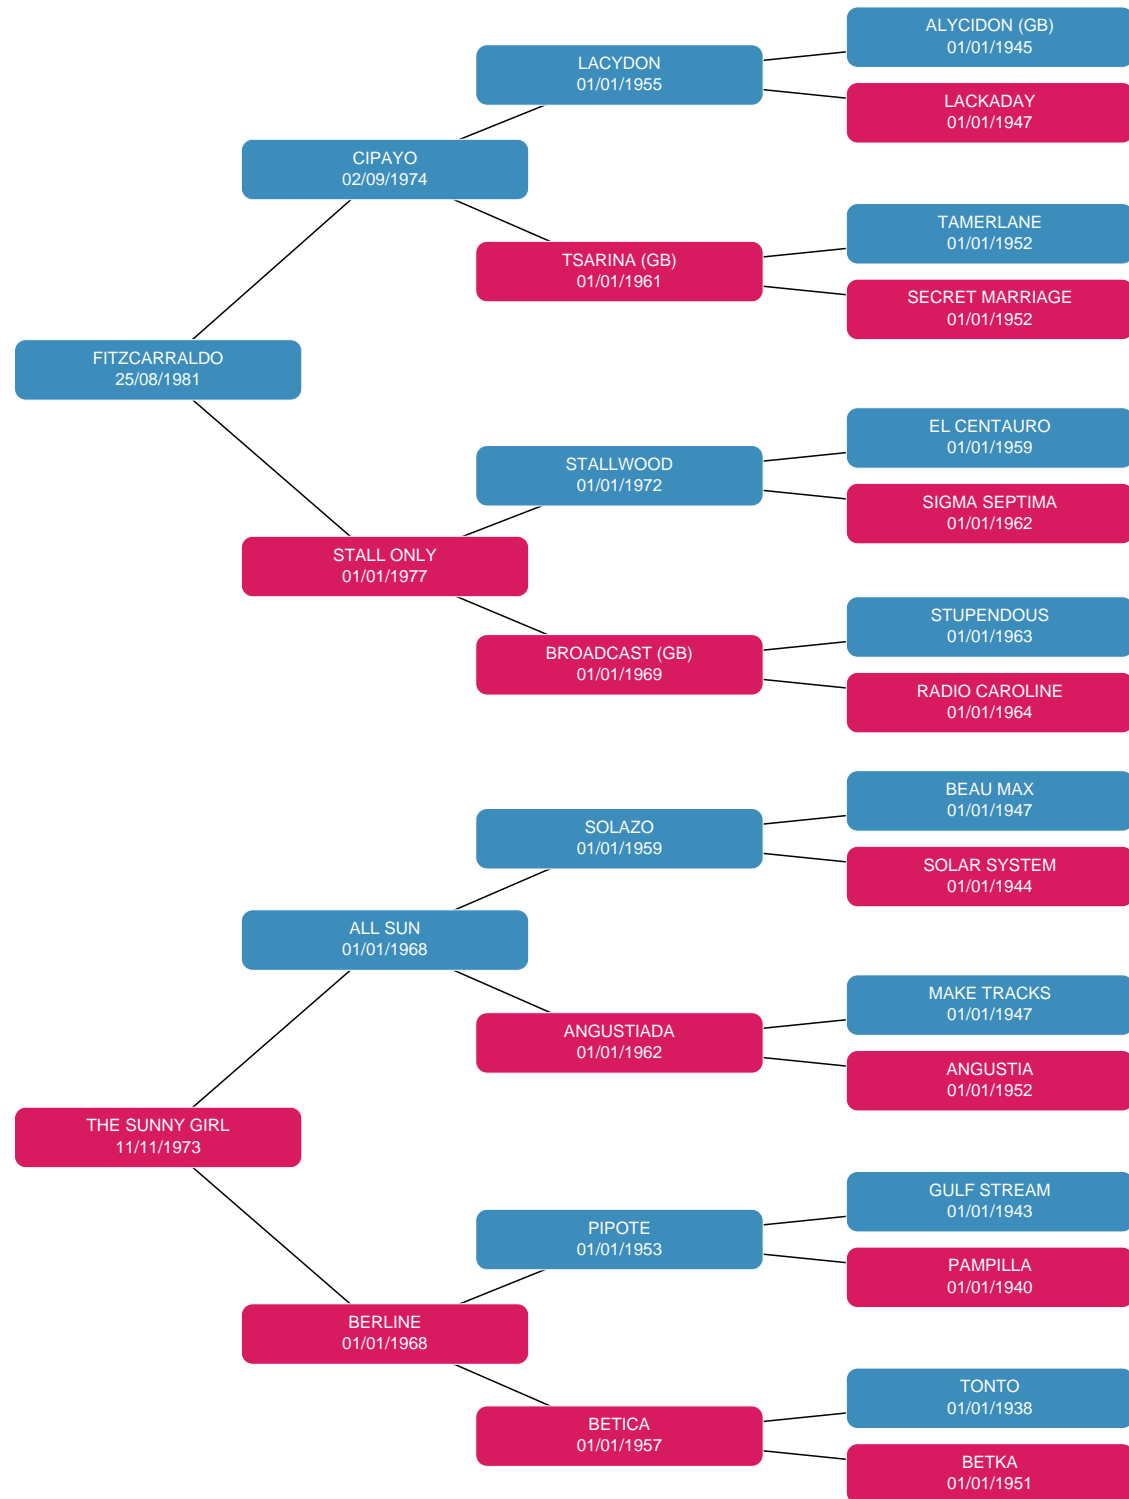 ALYCIDON (GB)
01/01/1945
LACYDON
01/01/1955
LACKADAY
01/01/1947
CIPAYO
02/09/1974
TAMERLANE
01/01/1952
TSARINA (GB)
01/01/1961
SECRET MARRIAGE
01/01/1952
FITZCARRALDO
25/08/1981
EL CENTAURO
01/01/1959
STALLWOOD
01/01/1972
SIGMA SEPTIMA
01/01/1962
STALL ONLY
01/01/1977
STUPENDOUS
01/01/1963
BROADCAST (GB)
01/01/1969
RADIO CAROLINE
01/01/1964
BEAU MAX
01/01/1947
SOLAZO
01/01/1959
SOLAR SYSTEM
01/01/1944
ALL SUN
01/01/1968
MAKE TRACKS
01/01/1947
ANGUSTIADA
01/01/1962
ANGUSTIA
01/01/1952
THE SUNNY GIRL
11/11/1973
GULF STREAM
01/01/1943
PIPOTE
01/01/1953
PAMPILLA
01/01/1940
BERLINE
01/01/1968
TONTO
01/01/1938
BETICA
01/01/1957
BETKA
01/01/1951